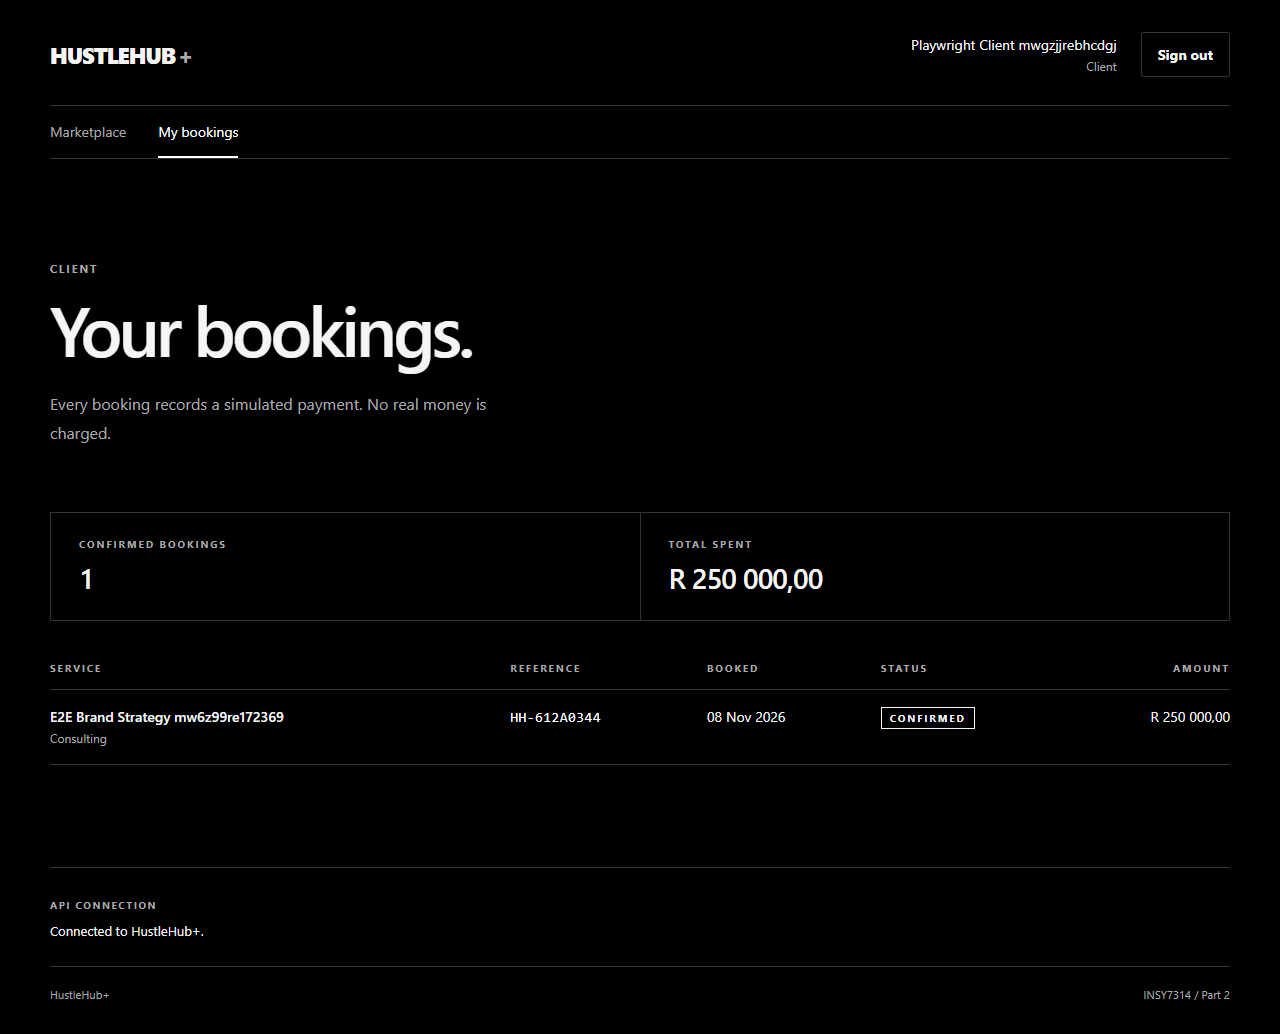 HUSTLEHUB +
Playwright Client mwgzjjrebhcdgj
Client
Sign out
Marketplace
My bookings
CLIENT
Your bookings.
Every booking records a simulated payment. No real money is
charged.
CONFIRMED BOOKINGS
1
TOTAL SPENT
R 250 000,00
SERVICE
REFERENCE
BOOKED
STATUS
AMOUNT
E2E Brand Strategy mw6z99re172369
Consulting
HH-612A0344
08 Nov 2026
CONFIRMED
R 250 000,00
API CONNECTION
Connected to HustleHub+.
HustleHub+
INSY7314 / Part 2